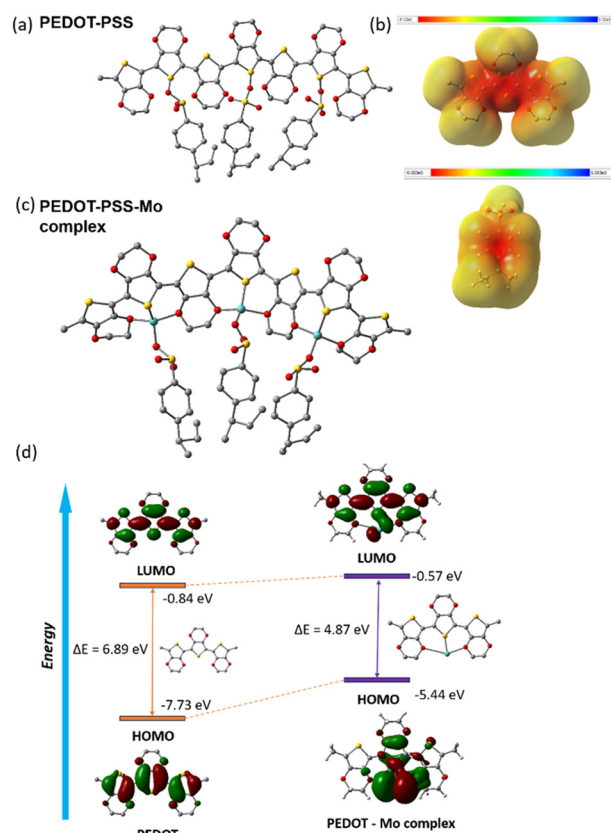 (a)
PEDOT-PSS
(b)
(c)
PEDOT-PSS-Mo
complex
(d)
Energy
LUMO
-0.84 eV
ΔE = 6.89 eV
-7.73 eV
HOMO
PEDOT
LUMO
-0.57 eV
ΔE = 4.87 eV
HOMO
-5.44 eV
PEDOT - Mo complex